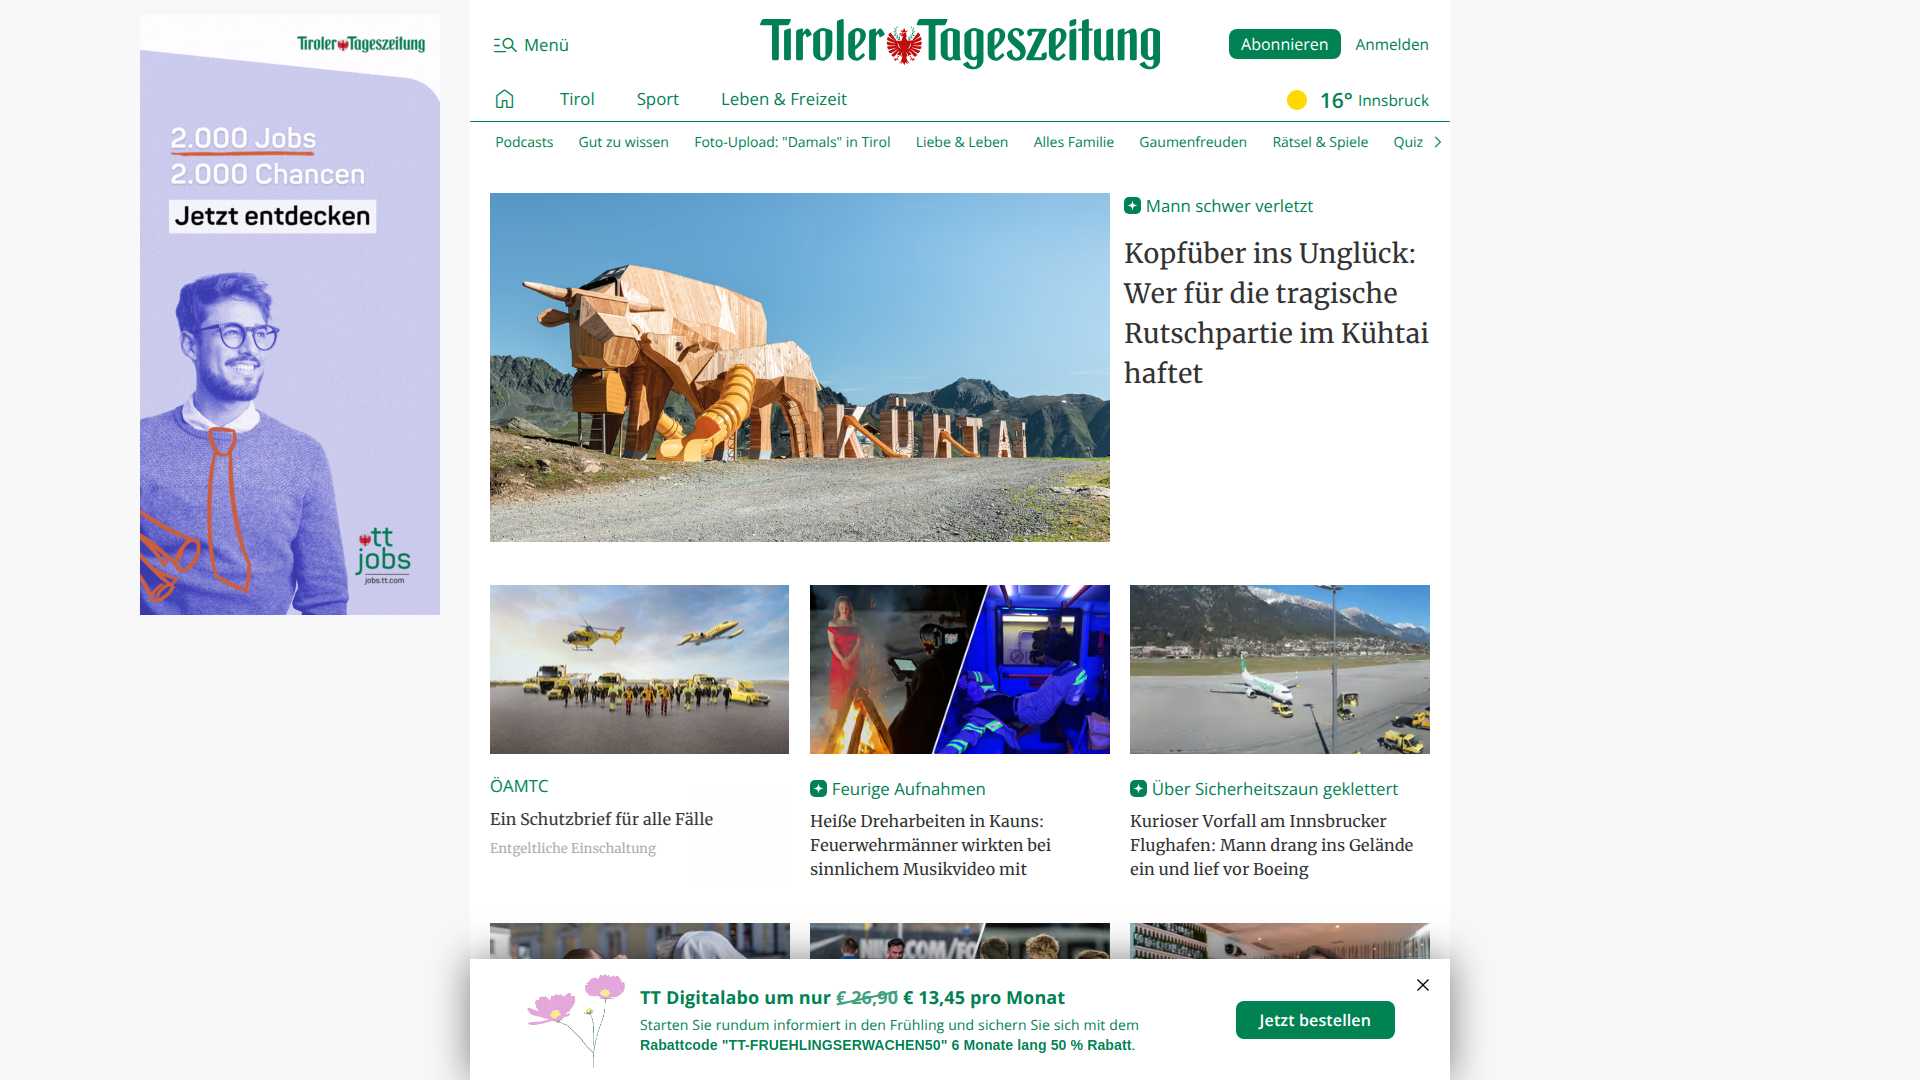 Tiroler Tageszeitung
2.000 Jobs
2.000 Chancen
Jetzt entdecken
tt
jobs
jobs.tt.com
Menü
Tiroler Tageszeitung
Abonnieren
Anmelden
Tirol
Sport
Leben & Freizeit
16° Innsbruck
Podcasts
Gut zu wissen
Foto-Upload: "Damals" in Tirol
Liebe & Leben
Alles Familie
Gaumenfreuden
Rätsel & Spiele
Quiz
KÜHTAI
Mann schwer verletzt
Kopfüber ins Unglück:
Wer für die tragische
Rutschpartie im Kühtai
haftet
ÖAMTC
Ein Schutzbrief für alle Fälle
Entgeltliche Einschaltung
Feurige Aufnahmen
Heiße Dreharbeiten in Kauns:
Feuerwehrmänner wirkten bei
sinnlichem Musikvideo mit
Über Sicherheitszaun geklettert
Kurioser Vorfall am Innsbrucker
Flughafen: Mann drang ins Gelände
ein und lief vor Boeing
TT Digitalabo um nur € 26,90 € 13,45 pro Monat
Starten Sie rundum informiert in den Frühling und sichern Sie sich mit dem
Rabattcode "TT-FRUEHLINGSERWACHEN50" 6 Monate lang 50 % Rabatt.
Jetzt bestellen